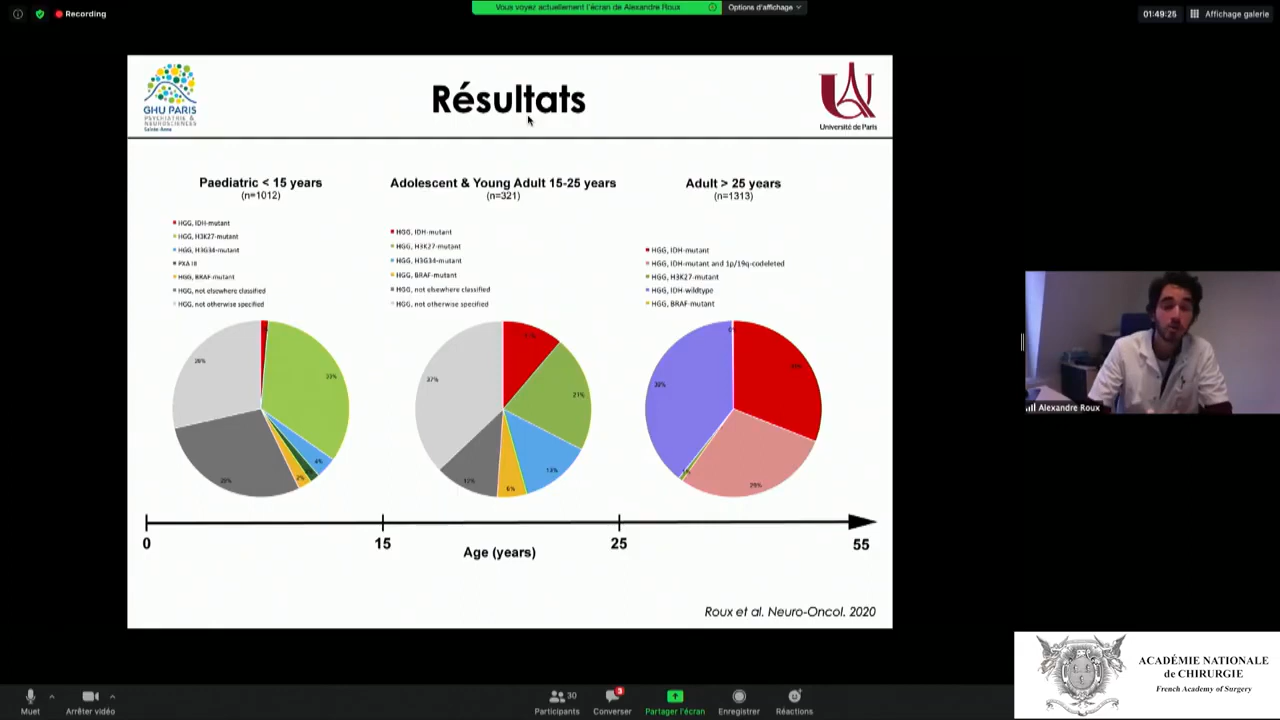 Recording
Vous voyez actuellement l'écran de Alexandre Roux
Options d'affichage
01:49:26
Affichage galerie
GHU PARIS
PSYCHIATRIE &
NEUROSCIENCES
Sainte-Anne
Résultats
Université de Paris
Paediatric < 15 years
(n=1012)
HGG, IDH-mutant
HGG, H3K27-mutant
HGG, H3G34-mutant
PXA III
HGG, BRAF-mutant
HGG, not elsewhere classified
HGG, not otherwise specified
33%
4%
Adolescent & Young Adult 15-25 years
(n=321)
HGG, IDH-mutant
HGG, H3K27-mutant
HGG, H3G34-mutant
HGG, BRAF-mutant
HGG, not elsewhere classified
HGG, not otherwise specified
37%
21%
13%
12%
Adult > 25 years
(n=1313)
HGG, IDH-mutant
HGG, IDH-mutant and 1p/19q-codeleted
HGG, H3K27-mutant
HGG, IDH-wildtype
HGG, BRAF-mutant
0
15
25
55
Age (years)
Roux et al. Neuro-Oncol. 2020
Alexandre Roux
ACADÉMIE NATIONALE
de CHIRURGIE
French Academy of Surgery
Muet
Arrêter vidéo
30
Participants
Converser
Partager l'écran
Enregistrer
Réactions